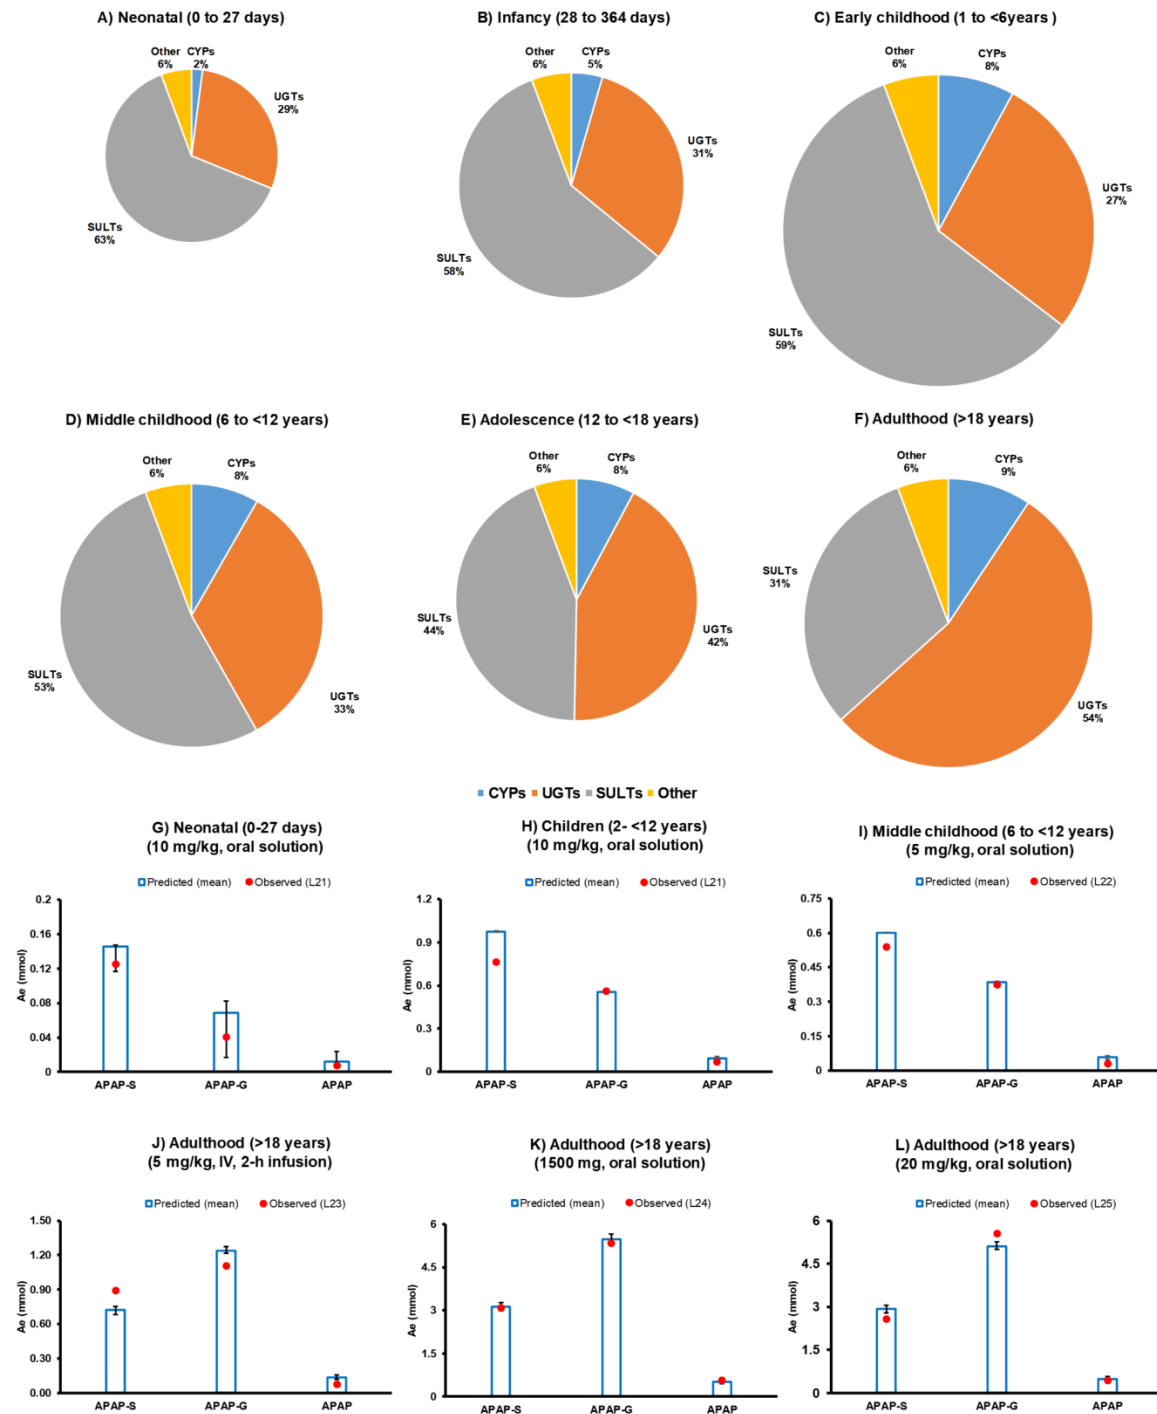 A) Neonatal (0 to 27 days)
B) Infancy (28 to 364 days)
C) Early childhood (1 to <6years )
Other
6%
CYPs
2%
UGTs
29%
SULTs
63%
Other
6%
CYPs
5%
UGTs
31%
SULTs
58%
Other
6%
CYPs
8%
UGTs
27%
SULTs
59%
D) Middle childhood (6 to <12 years)
E) Adolescence (12 to <18 years)
F) Adulthood (>18 years)
Other
6%
CYPs
8%
SULTs
53%
UGTs
33%
Other
6%
CYPs
8%
SULTs
44%
UGTs
42%
Other
6%
CYPs
9%
SULTs
31%
UGTs
54%
CYPs UGTs SULTs Other
G) Neonatal (0-27 days)
(10 mg/kg, oral solution)
Predicted (mean) Observed (L21)
Ae (mmol)
0.2
0.16
0.12
0.08
0.04
0
APAP-S APAP-G APAP
H) Children (2- <12 years)
(10 mg/kg, oral solution)
Predicted (mean) Observed (L21)
Ae (mmol)
1.2
0.9
0.6
0.3
0
APAP-S APAP-G APAP
I) Middle childhood (6 to <12 years)
(5 mg/kg, oral solution)
Predicted (mean) Observed (L22)
Ae (mmol)
0.75
0.6
0.45
0.3
0.15
0
APAP-S APAP-G APAP
J) Adulthood (>18 years)
(5 mg/kg, IV, 2-h infusion)
Predicted (mean) Observed (L23)
Ae (mmol)
1.50
1.20
0.90
0.60
0.30
0.00
APAP-S APAP-G APAP
K) Adulthood (>18 years)
(1500 mg, oral solution)
Predicted (mean) Observed (L24)
Ae (mmol)
6
4.5
3
1.5
0
APAP-S APAP-G APAP
L) Adulthood (>18 years)
(20 mg/kg, oral solution)
Predicted (mean) Observed (L25)
Ae (mmol)
6
4.5
3
1.5
0
APAP-S APAP-G APAP